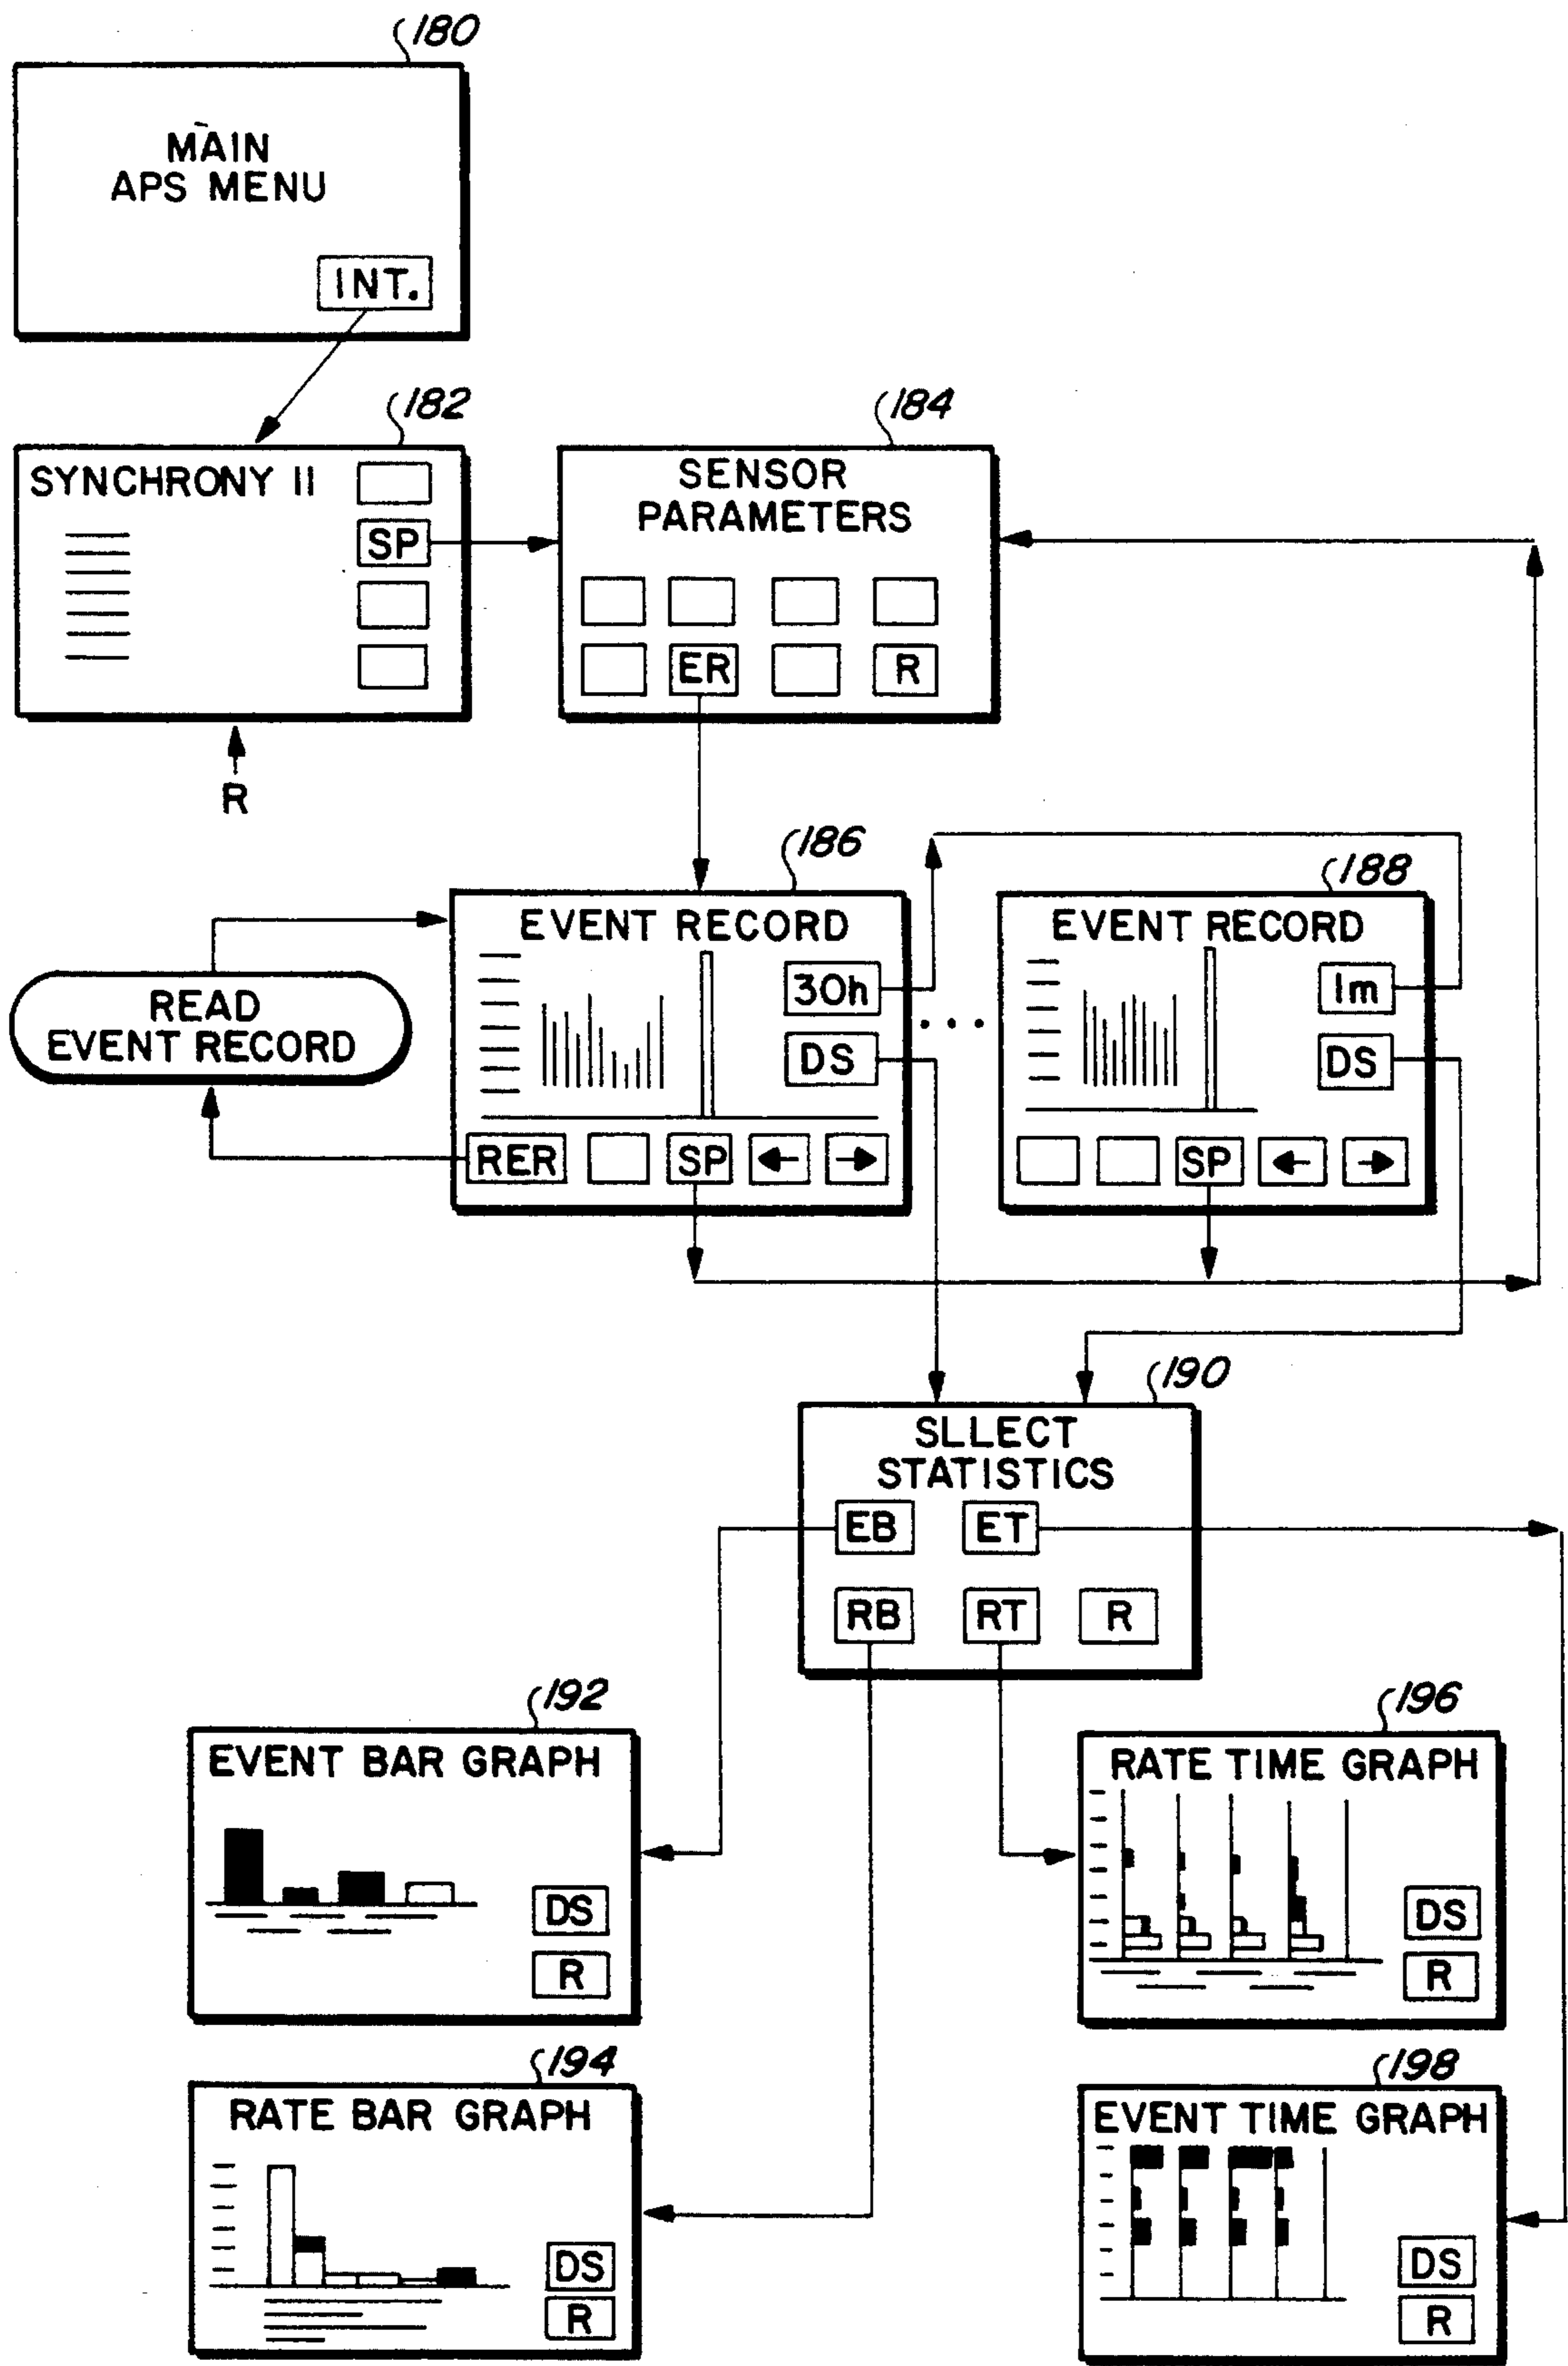 180
MAIN
APS MENU
INT.
182
184
SYNCHRONY II
SP
SENSOR
PARAMETERS
ER
R
R
186
188
EVENT RECORD
30h
DS
RER
SP
EVENT RECORD
1m
DS
SP
READ
EVENT RECORD
190
SLLECT
STATISTICS
EB
ET
RB
RT
R
192
EVENT BAR GRAPH
DS
R
196
RATE TIME GRAPH
DS
R
194
RATE BAR GRAPH
DS
R
198
EVENT TIME GRAPH
DS
R